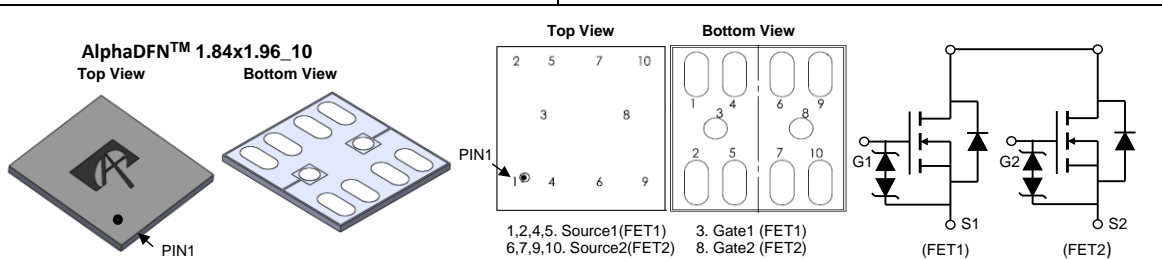 AlphaDFN™ 1.84x1.96_10
Top View Bottom View
PIN1
Top View Bottom View
2 5 7 10
3 8
PIN1
1 4 6 9
1 4 6 9
3 8
2 5 7 10
1,2,4,5. Source1(FET1) 3. Gate1 (FET1)
6,7,9,10. Source2(FET2) 8. Gate2 (FET2)
G1 G2
S1 S2
(FET1) (FET2)